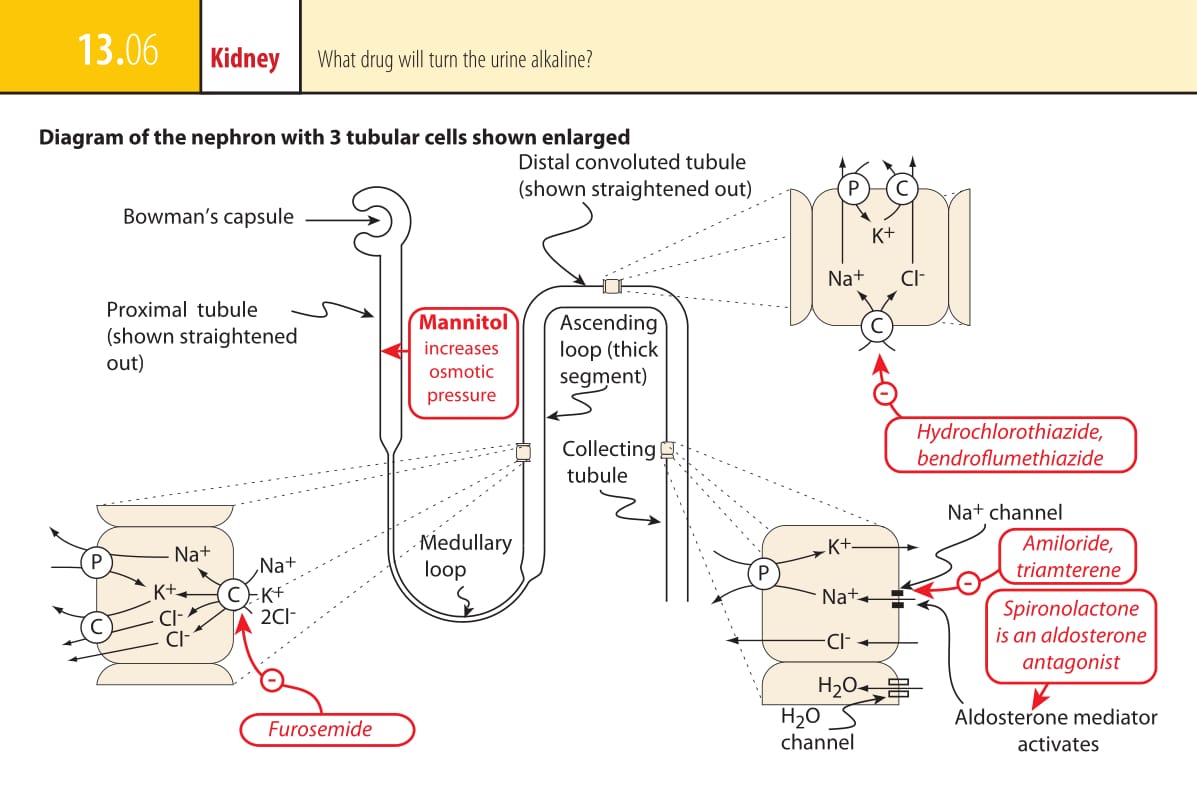 13.06
Kidney
What drug will turn the urine alkaline?
Diagram of the nephron with 3 tubular cells shown enlarged
Distal convoluted tubule
(shown straightened out)
Bowman's capsule
Proximal tubule
(shown straightened
out)
Mannitol
increases
osmotic
pressure
Ascending
loop (thick
segment)
Collecting
tubule
Medullary
loop
P
C
K+
Na+
Cl-
C
-
Hydrochlorothiazide,
bendroflumethiazide
P
Na+
K+
Cl-
Cl-
C
C
Na+
K+
2Cl-
-
Furosemide
Na+ channel
P
K+
Na+
Cl-
H2O
H2O
channel
-
Amiloride,
triamterene
Spironolactone
is an aldosterone
antagonist
Aldosterone mediator
activates